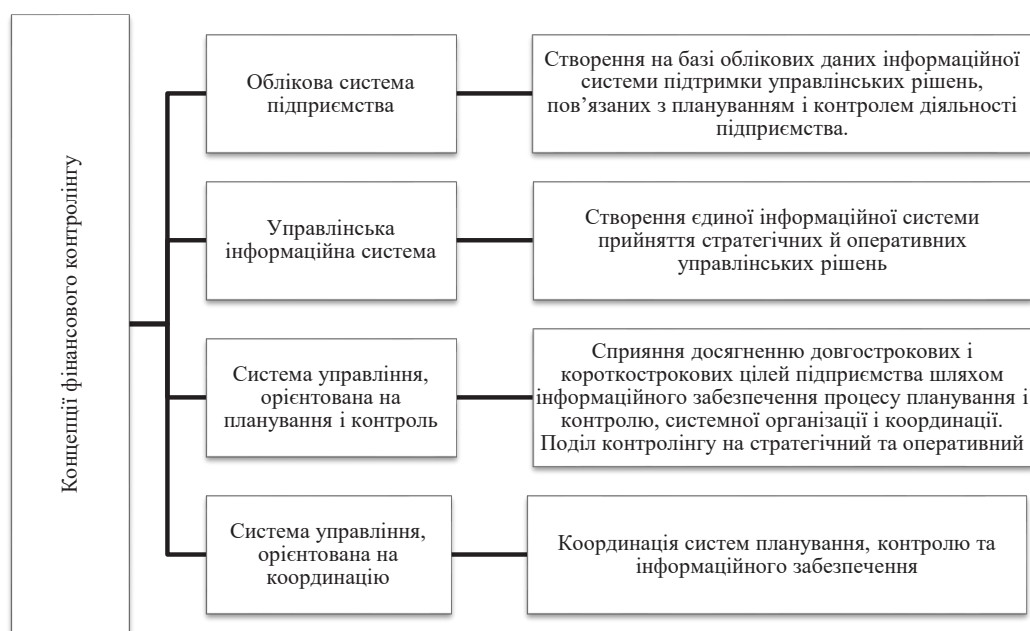 Концепції фінансового контролінгу
Облікова система
підприємства
Створення на базі облікових даних інформаційної
системи підтримки управлінських рішень,
пов’язаних з плануванням і контролем діяльності
підприємства.
Управлінська
інформаційна система
Створення єдиної інформаційної системи
прийняття стратегічних й оперативних
управлінських рішень
Система управління,
орієнтована на
планування і контроль
Сприяння досягненню довгострокових і
короткострокових цілей підприємства шляхом
інформаційного забезпечення процесу планування і
контролю, системної організації і координації.
Поділ контролінгу на стратегічний та оперативний
Система управління,
орієнтована на
координацію
Координація систем планування, контролю та
інформаційного забезпечення